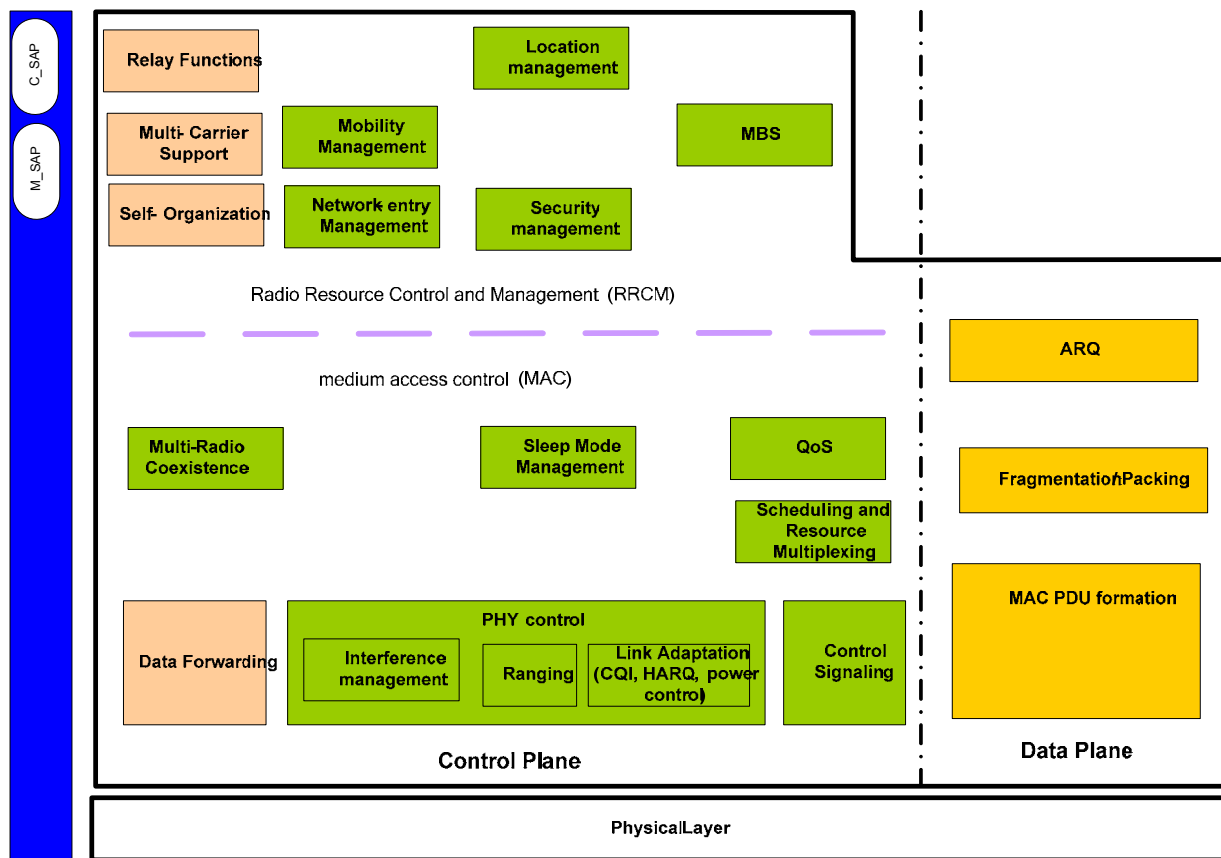 C_SAP
M_SAP
Relay Functions
Location
management
Multi- Carrier
Support
Mobility
Management
MBS
Self- Organization
Network-entry
Management
Security
management
Radio Resource Control and Management (RRCM)
medium access control (MAC)
ARQ
Multi-Radio
Coexistence
Sleep Mode
Management
QoS
Fragmentation/Packing
Scheduling and
Resource
Multiplexing
MAC PDU formation
Data Forwarding
PHY control
Interference
management
Ranging
Link Adaptation
(CQI, HARQ, power
control)
Control
Signaling
Control Plane
Data Plane
PhysicalLayer